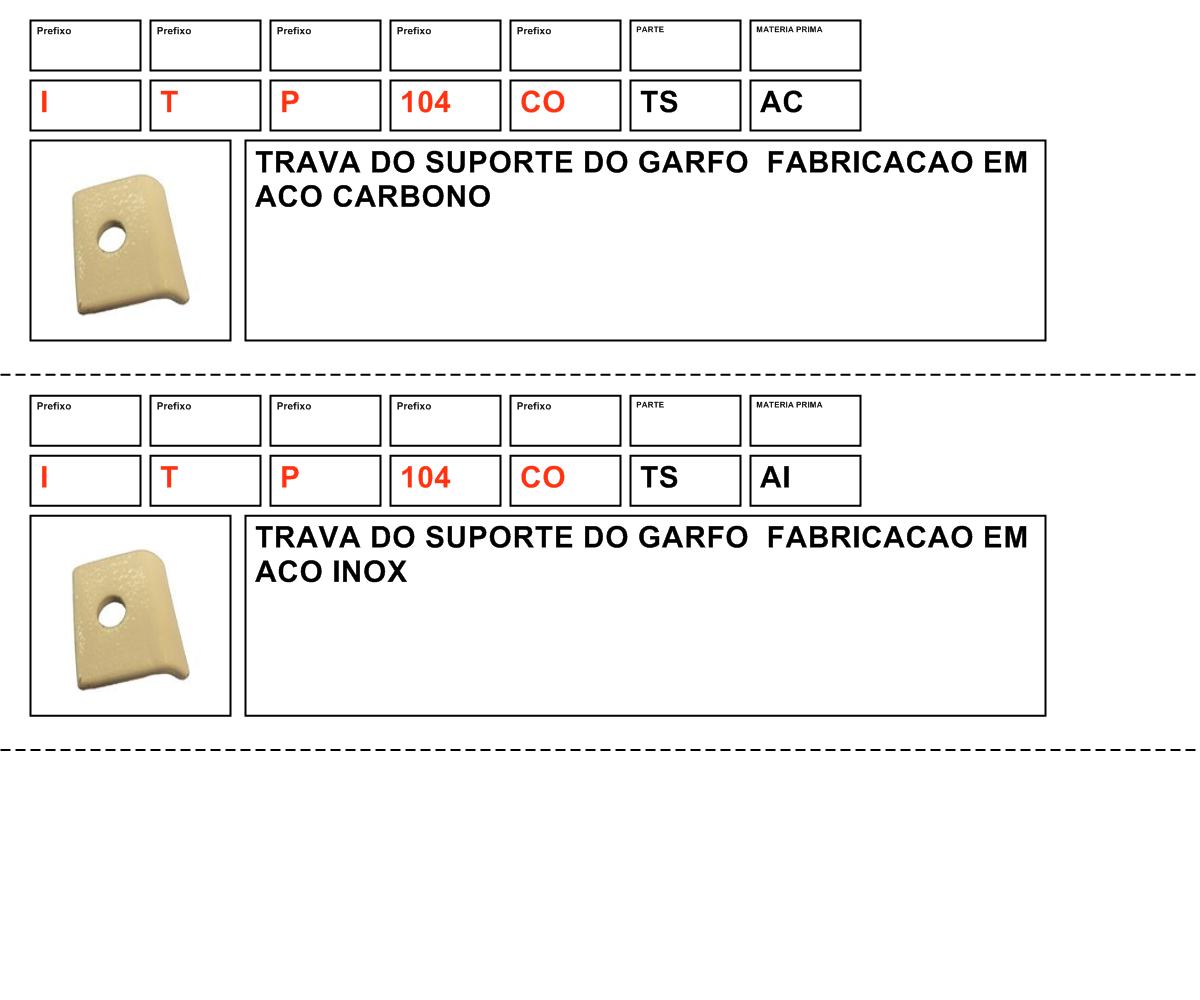 Prefixo Prefixo Prefixo Prefixo Prefixo PARTE MATERIA PRIMA
I T P 104 CO TS AC
TRAVA DO SUPORTE DO GARFO  FABRICACAO EM
ACO CARBONO
Prefixo Prefixo Prefixo Prefixo Prefixo PARTE MATERIA PRIMA
I T P 104 CO TS AI
TRAVA DO SUPORTE DO GARFO  FABRICACAO EM
ACO INOX